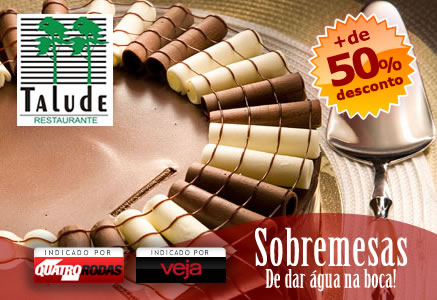 TALUDE
RESTAURANTE
+de
50%
desconto
INDICADO POR
QUATRO RODAS
INDICADO POR
veja
Sobremesas
De dar água na boca!